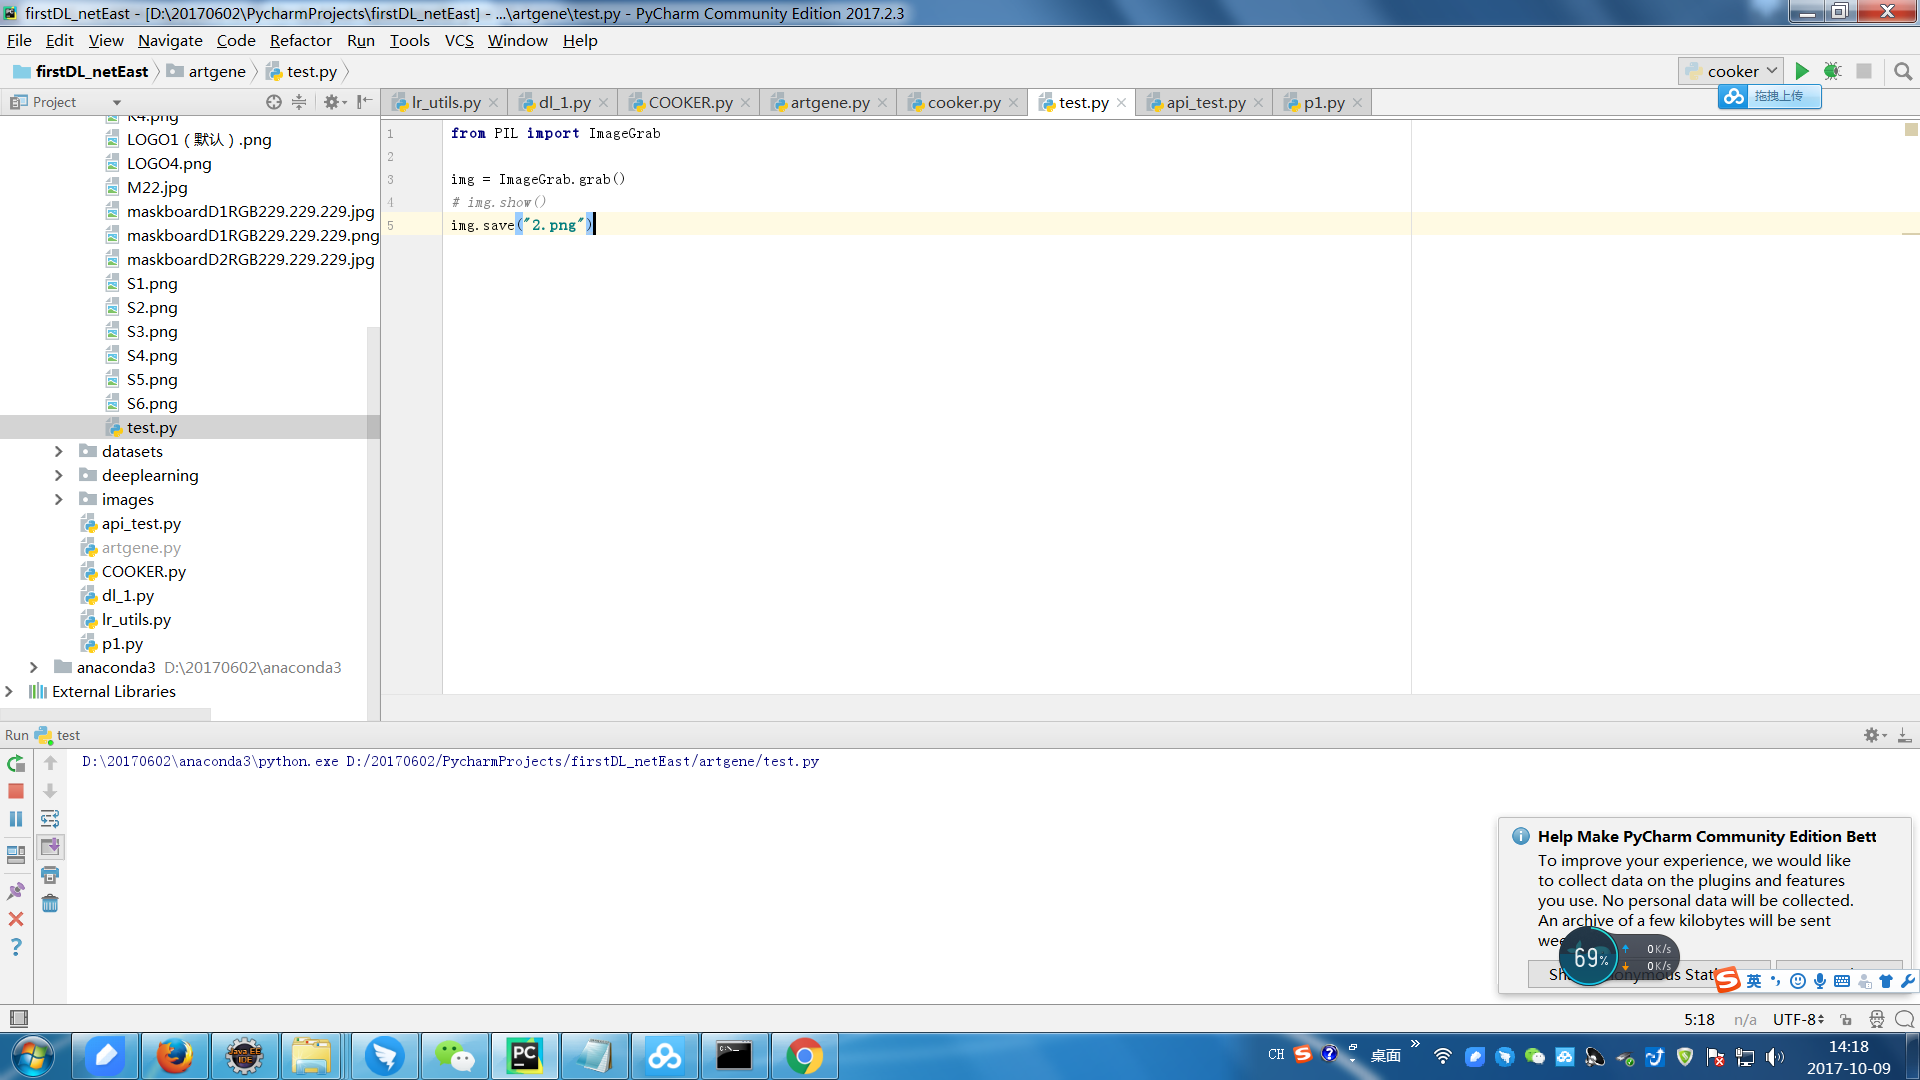 firstDL_netEast - [D:\20170602\PycharmProjects\firstDL_netEast] - ...\artgene\test.py - PyCharm Community Edition 2017.2.3
File Edit View Navigate Code Refactor Run Tools VCS Window Help
firstDL_netEast artgene test.py cooker
拖拽上传
Project
lr_utils.py dl_1.py COOKER.py artgene.py cooker.py test.py api_test.py p1.py
K4.png
LOGO1（默认）.png
LOGO4.png
M22.jpg
maskboardD1RGB229.229.229.jpg
maskboardD1RGB229.229.229.png
maskboardD2RGB229.229.229.jpg
S1.png
S2.png
S3.png
S4.png
S5.png
S6.png
test.py
datasets
deeplearning
images
api_test.py
artgene.py
COOKER.py
dl_1.py
lr_utils.py
p1.py
anaconda3 D:\20170602\anaconda3
External Libraries
1 from PIL import ImageGrab
2
3 img = ImageGrab.grab()
4 # img.show()
5 img.save("2.png")
Run test
D:\20170602\anaconda3\python.exe D:/20170602/PycharmProjects/firstDL_netEast/artgene/test.py
Help Make PyCharm Community Edition Bett
To improve your experience, we would like
to collect data on the plugins and features
you use. No personal data will be collected.
An archive of a few kilobytes will be sent
69% 0K/s
0K/s
英
5:18 n/a UTF-8
CH 桌面
14:18
2017-10-09